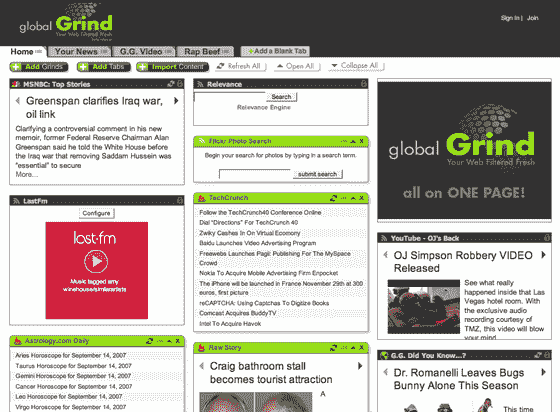 global Grind
Your Web Filtered Fresh
Sign In | Join
Home
Your News
G.G. Video
Rap Beef
Add a Blank Tab
Add Grinds
Add Tabs
Import Content
Refresh All
Open All
Collapse All
MSNBC: Top Stories
Greenspan clarifies Iraq war,
oil link
Clarifying a controversial comment in his new
memoir, former Federal Reserve Chairman Alan
Greenspan said he told the White House before
the Iraq war that removing Saddam Hussein was
"essential" to secure
More...
LastFm
Configure
last.fm
Music tagged amy
winehouse/similarartists
Astrology.com Daily
Aries Horoscope for September 14, 2007
Taurus Horoscope for September 14, 2007
Gemini Horoscope for September 14, 2007
Cancer Horoscope for September 14, 2007
Leo Horoscope for September 14, 2007
Relevance
Search
Relevance Engine
Flickr Photo Search
Begin your search for photos by typing in a search term.
submit search
TechCrunch
Follow the TechCrunch40 Conference Online
Dial "Directions" For TechCrunch 40
Zwiky Cashes In On Virtual Economy
Baidu Launches Video Advertising Program
Freewebs Launches Pagii: Publishing For The MySpace
Crowd
Nokia To Acquire Mobile Advertising Firm Enpocket
The iPhone will be launched in France November 29th at 300
euros, first picture
reCAPTCHA: Using Captchas To Digitize Books
Comcast Acquires BuddyTV
Intel To Acquire Havok
Raw Story
Craig bathroom stall
becomes tourist attraction
A
global Grind
Your Web Filtered Fresh
all on ONE PAGE!
YouTube - OJ's Back
OJ Simpson Robbery VIDEO
Released
See what really
happened inside that Las
Vegas hotel room. With
the exclusive audio
recording courtesy of
TMZ, this video will blow
your mind
G.G. Did You Know...?
Dr. Romanelli Leaves Bugs
Bunny Alone This Season
This time